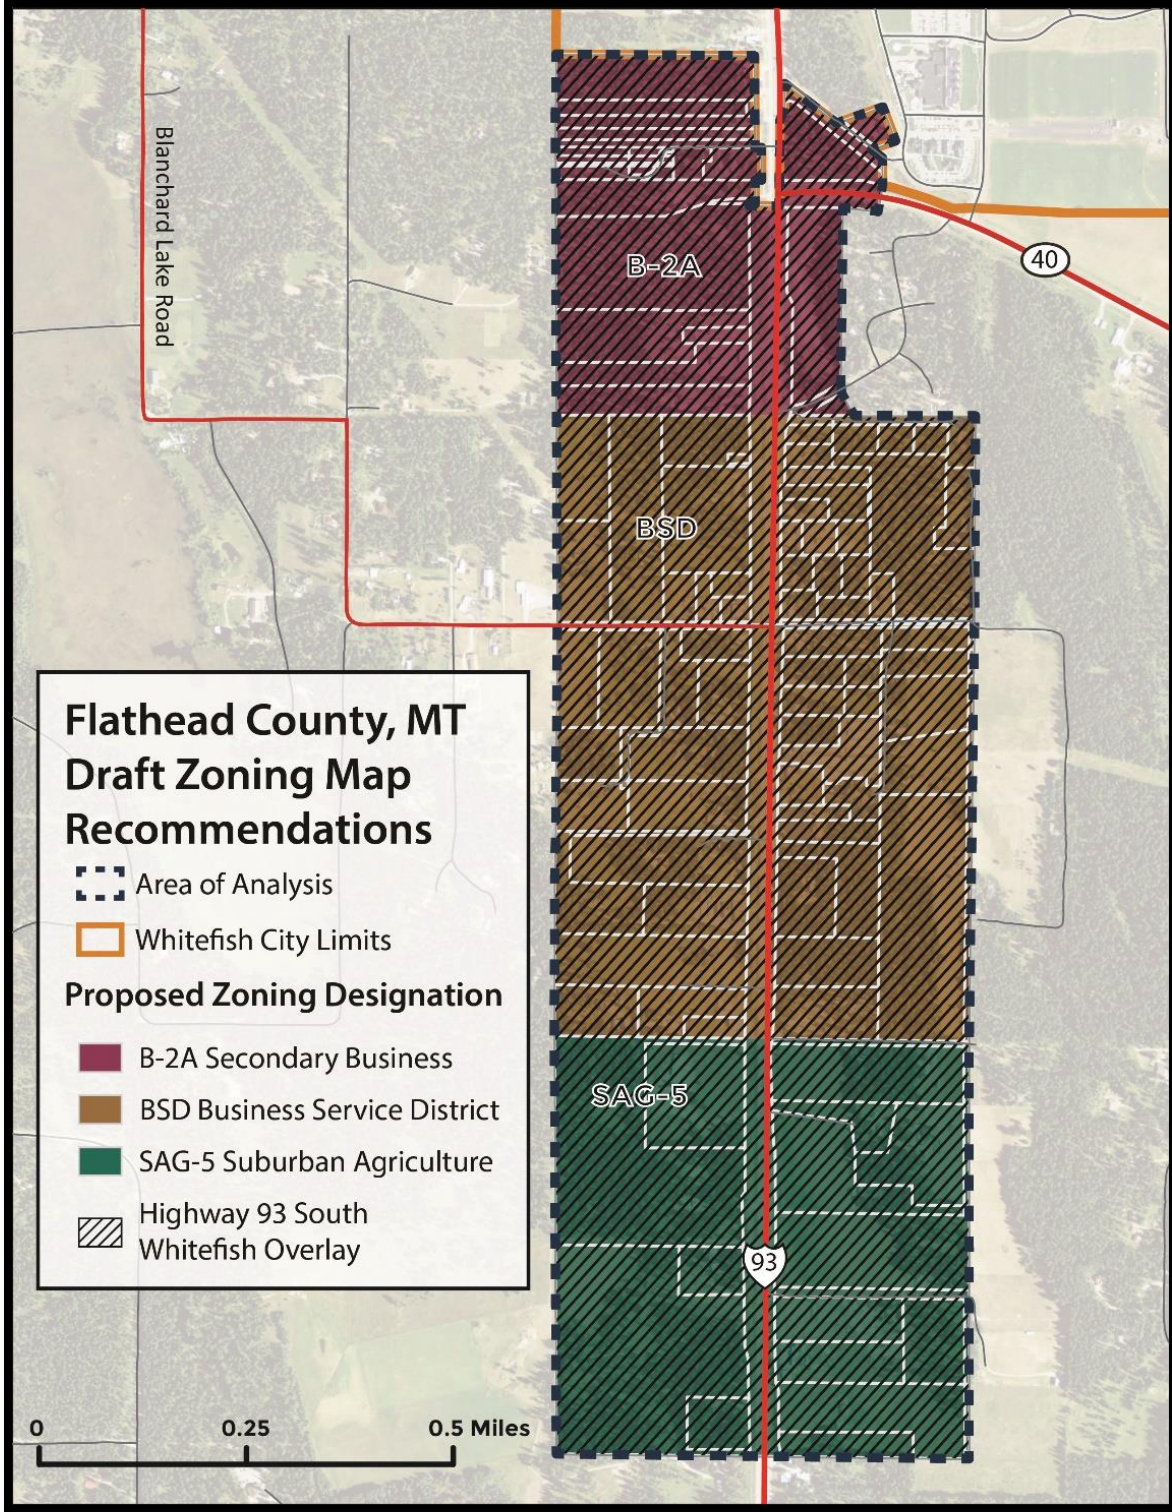 Blanchard Lake Road
B-2A
40
BSD
Flathead County, MT
Draft Zoning Map
Recommendations
Area of Analysis
Whitefish City Limits
Proposed Zoning Designation
B-2A Secondary Business
BSD Business Service District
SAG-5 Suburban Agriculture
Highway 93 South
Whitefish Overlay
SAG-5
93
0 0.25 0.5 Miles